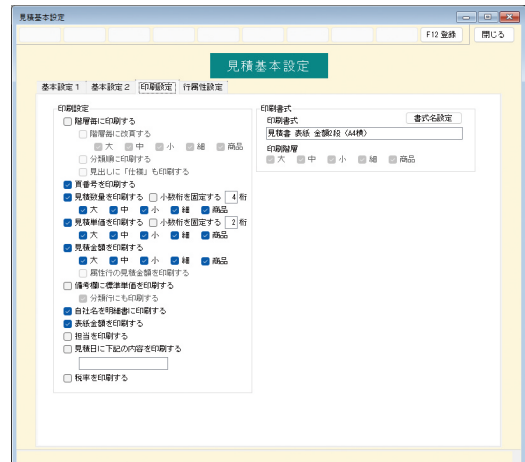 見積基本設定
F12 登録
閉じる
見積基本設定
基本設定1 基本設定2 印刷設定 行属性設定
印刷設定
階層毎に印刷する
階層毎に改頁する
大 中 小 細 商品
分類順に印刷する
見出しに「仕様」も印刷する
頁番号を印刷する
見積数量を印刷する 小数桁を固定する 4 桁
大 中 小 細 商品
見積単価を印刷する 小数桁を固定する 2 桁
大 中 小 細 商品
見積金額を印刷する
大 中 小 細 商品
属性行の見積金額を印刷する
備考欄に標準単価を印刷する
分類行にも印刷する
自社名を明細書に印刷する
表紙金額を印刷する
担当を印刷する
見積日に下記の内容を印刷する
税率を印刷する
印刷書式
印刷書式 書式名設定
見積書 表紙 金額2段 (A4横)
印刷階層
大 中 小 細 商品